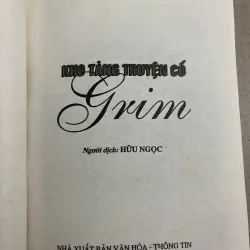 KHO TÀNG TRUYỆN CỔ
Grim
Người dịch: HỮU NGỌC
NHÀ XUẤT BẢN VĂN HÓA - THÔNG TIN